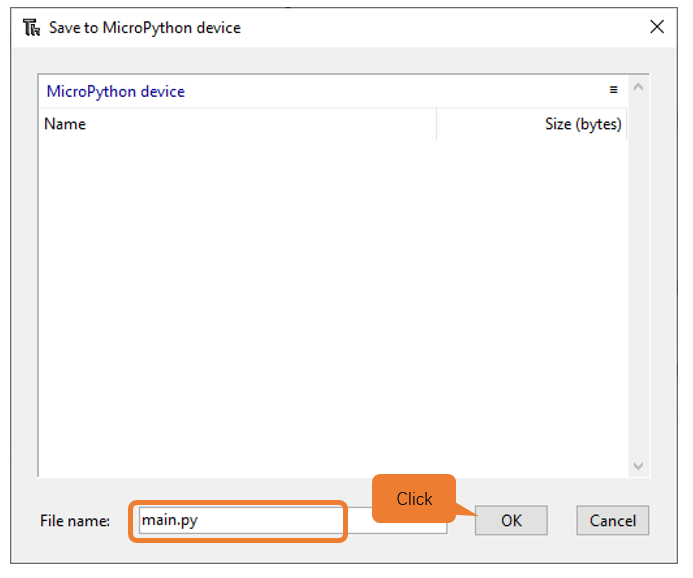 Save to MicroPython device
MicroPython device
Name Size (bytes)
Click
File name: main.py OK Cancel